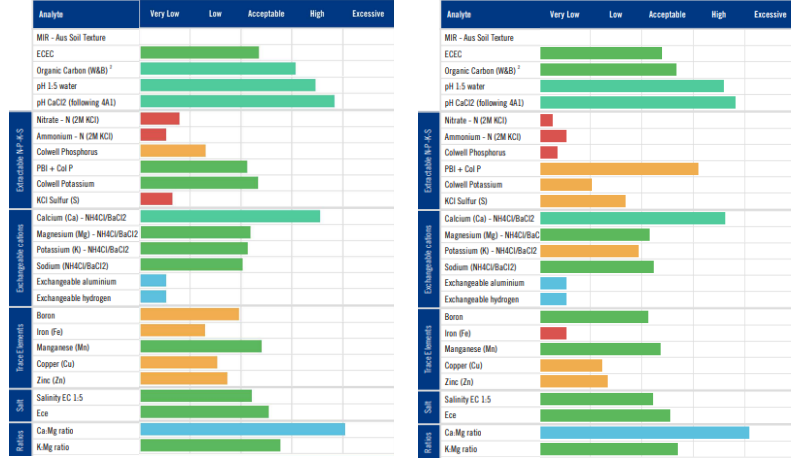 Analyte Very Low Low Acceptable High Excessive
MIR - Aus Soil Texture
ECEC
Organic Carbon (W&B) ²
pH 1:5 water
pH CaCl2 (following 4A1)
Extractable N-P-K-S
Nitrate - N (2M KCl)
Ammonium - N (2M KCl)
Colwell Phosphorus
PBI + Col P
Colwell Potassium
KCl Sulfur (S)
Exchangeable cations
Calcium (Ca) - NH4Cl/BaCl2
Magnesium (Mg) - NH4Cl/BaCl2
Potassium (K) - NH4Cl/BaCl2
Sodium (NH4Cl/BaCl2)
Exchangeable aluminium
Exchangeable hydrogen
Trace Elements
Boron
Iron (Fe)
Manganese (Mn)
Copper (Cu)
Zinc (Zn)
Salt
Salinity EC 1:5
Ece
Ratios
Ca:Mg ratio
K:Mg ratio
Analyte Very Low Low Acceptable High Excessive
MIR - Aus Soil Texture
ECEC
Organic Carbon (W&B) ²
pH 1:5 water
pH CaCl2 (following 4A1)
Extractable N-P-K-S
Nitrate - N (2M KCl)
Ammonium - N (2M KCl)
Colwell Phosphorus
PBI + Col P
Colwell Potassium
KCl Sulfur (S)
Exchangeable cations
Calcium (Ca) - NH4Cl/BaCl2
Magnesium (Mg) - NH4Cl/BaC
Potassium (K) - NH4Cl/BaCl2
Sodium (NH4Cl/BaCl2)
Exchangeable aluminium
Exchangeable hydrogen
Trace Elements
Boron
Iron (Fe)
Manganese (Mn)
Copper (Cu)
Zinc (Zn)
Salt
Salinity EC 1:5
Ece
Ratios
Ca:Mg ratio
K:Mg ratio